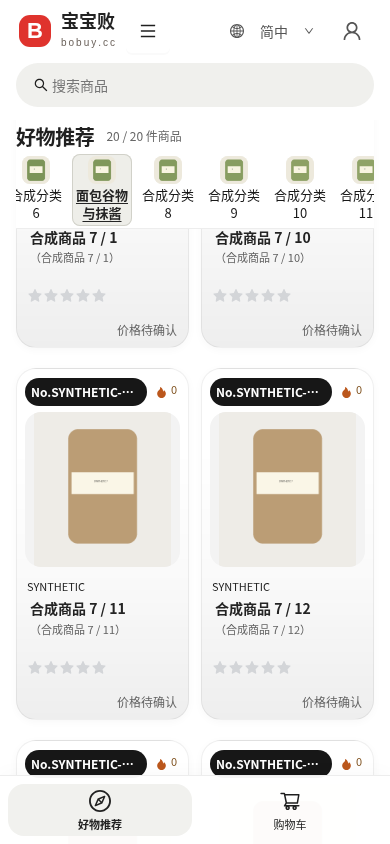 B 宝宝败
bobuy.cc
简中
搜索商品
好物推荐 20 / 20 件商品
合成分类 6
面包谷物与抹酱
合成分类 8
合成分类 9
合成分类 10
合成分类 11
合成商品 7 / 1
（合成商品 7 / 1）
价格待确认
合成商品 7 / 10
（合成商品 7 / 10）
价格待确认
No.SYNTHETIC-··· 0
SYNTHETIC
合成商品 7 / 11
（合成商品 7 / 11）
价格待确认
No.SYNTHETIC-··· 0
SYNTHETIC
合成商品 7 / 12
（合成商品 7 / 12）
价格待确认
No.SYNTHETIC-··· 0
No.SYNTHETIC-··· 0
好物推荐
购物车